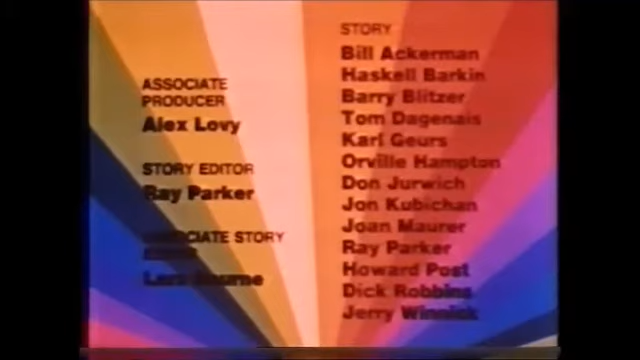 ASSOCIATE
PRODUCER
Alex Lovy
STORY EDITOR
Ray Parker
ASSOCIATE STORY
Bourne
STORY
Bill Ackerman
Haskell Barkin
Barry Blitzer
Tom Dagenais
Karl Geurs
Orville Hampton
Don Jurwich
Jon Kubichan
Joan Maurer
Ray Parker
Howard Post
Dick Robbins
Jerry Winnick